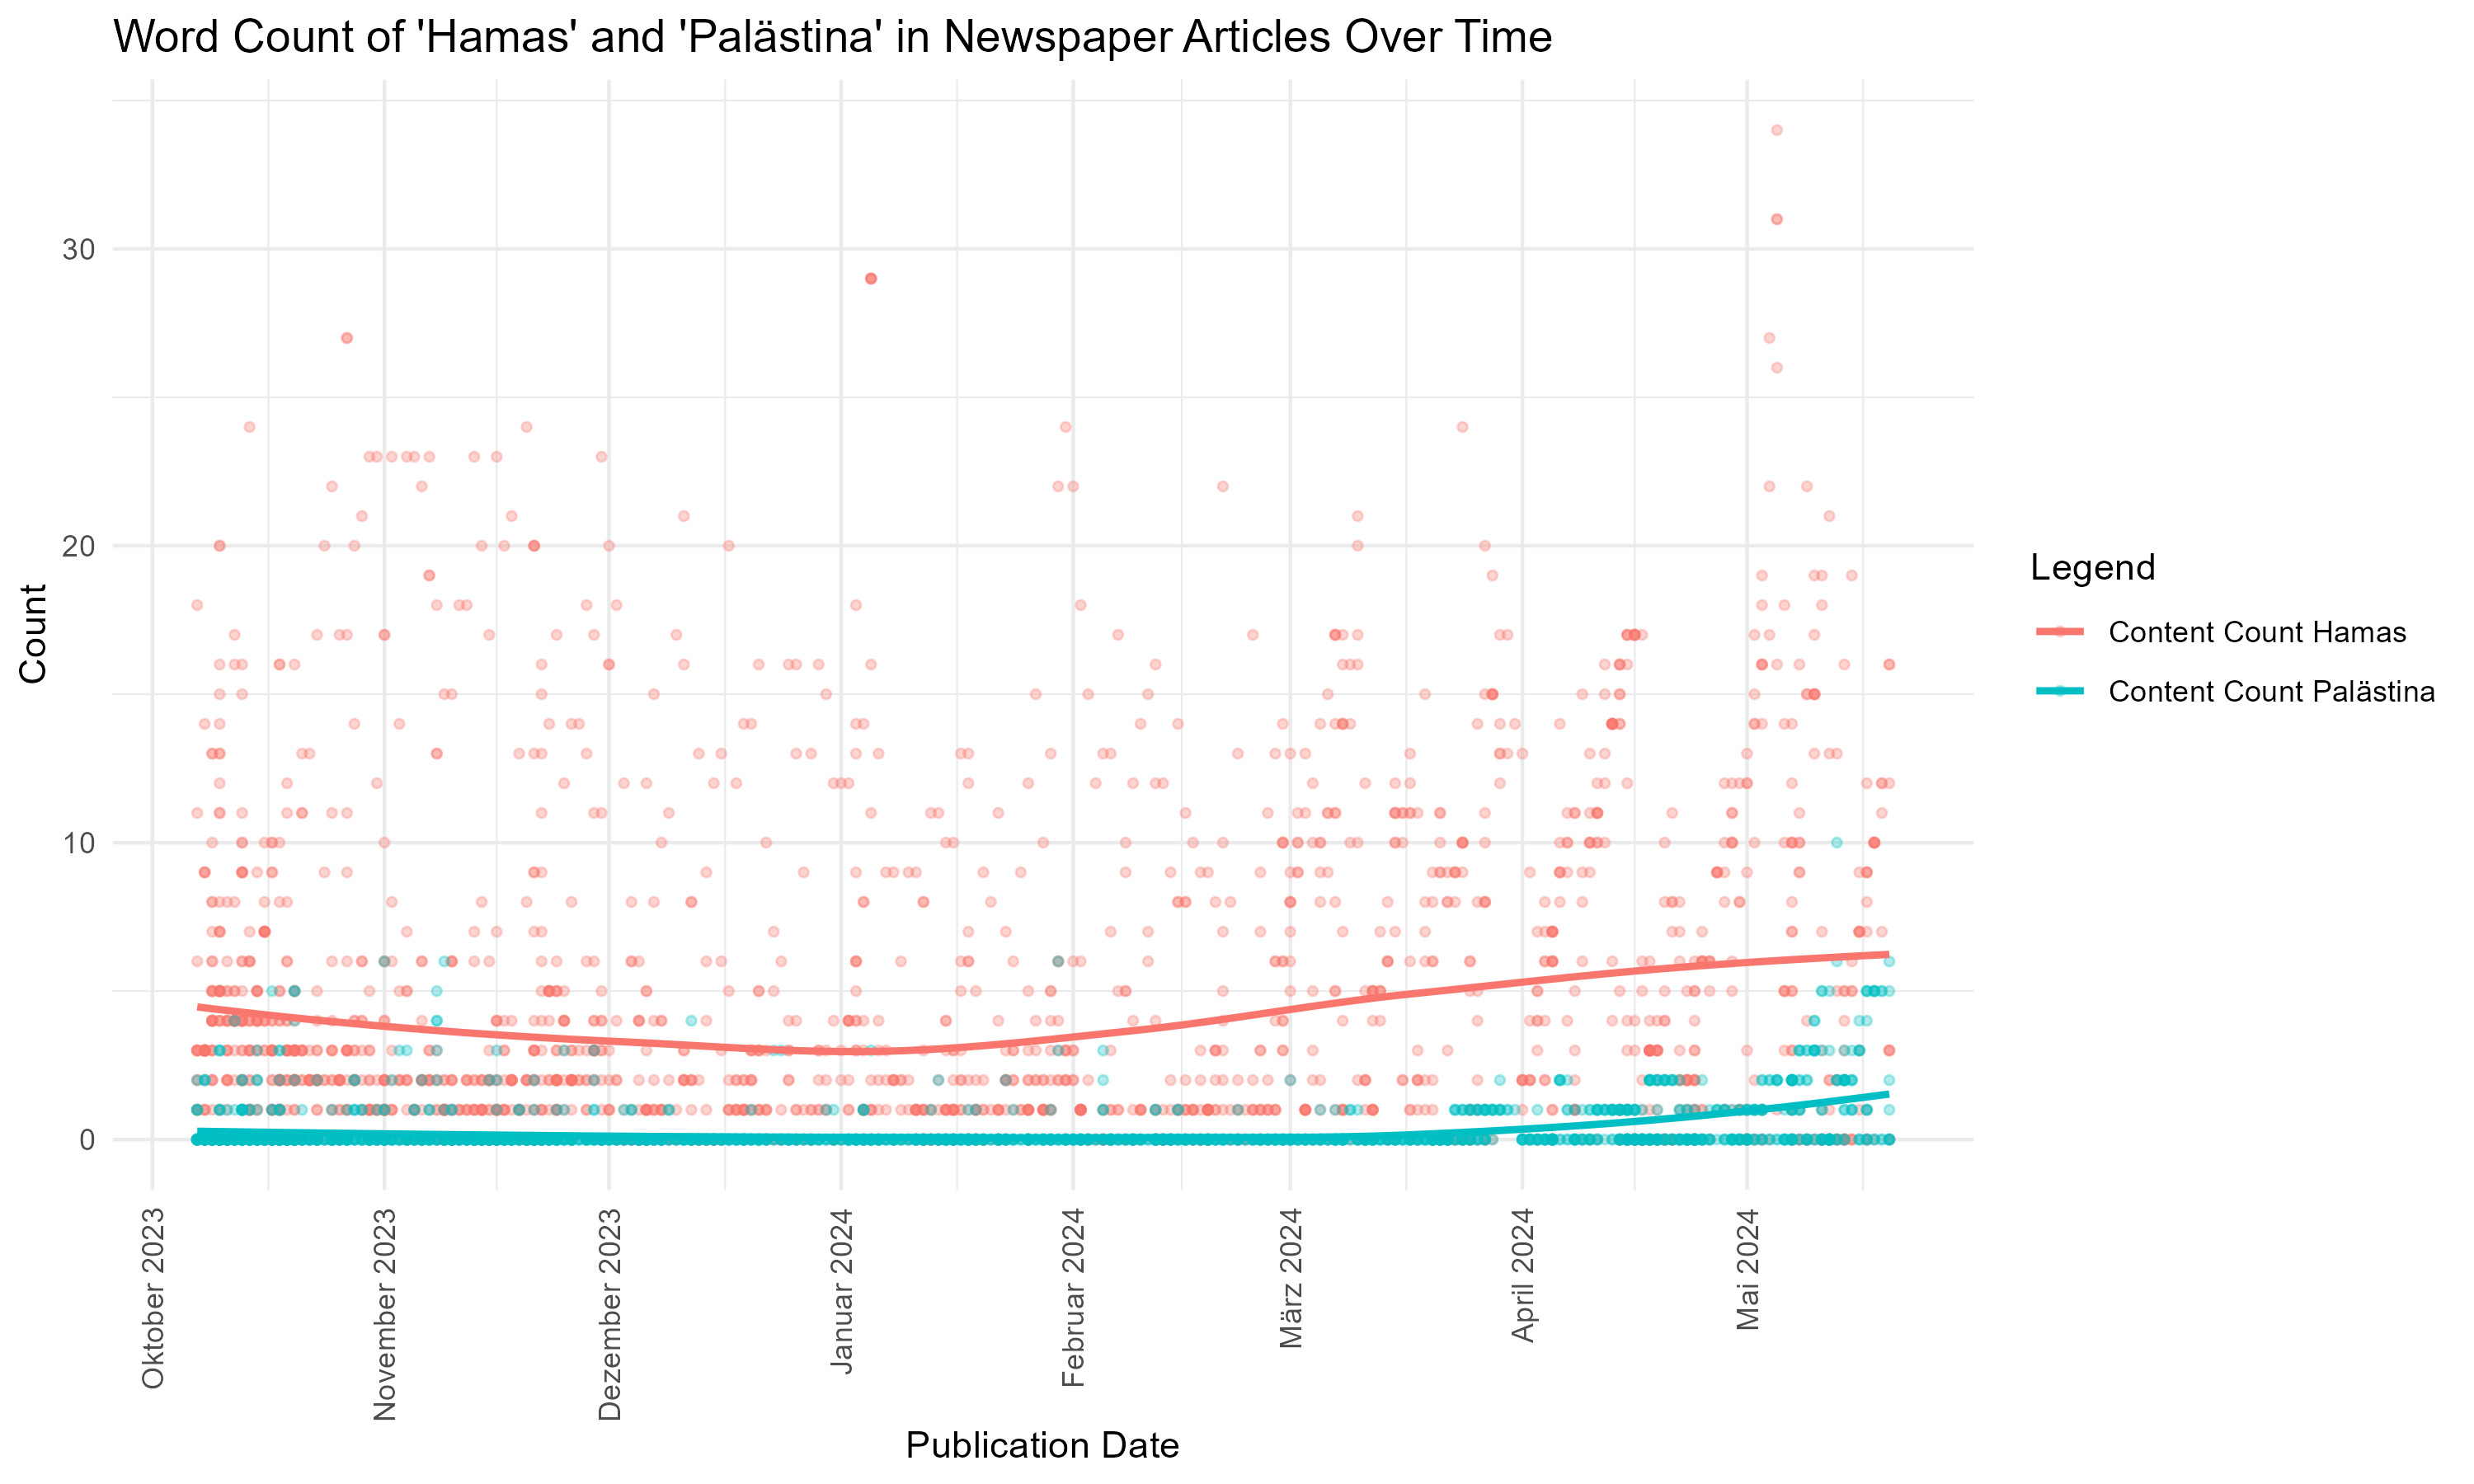 Word Count of 'Hamas' and 'Palästina' in Newspaper Articles Over Time
Count
30
20
10
0
Oktober 2023
November 2023
Dezember 2023
Januar 2024
Februar 2024
März 2024
April 2024
Mai 2024
Publication Date
Legend
Content Count Hamas
Content Count Palästina